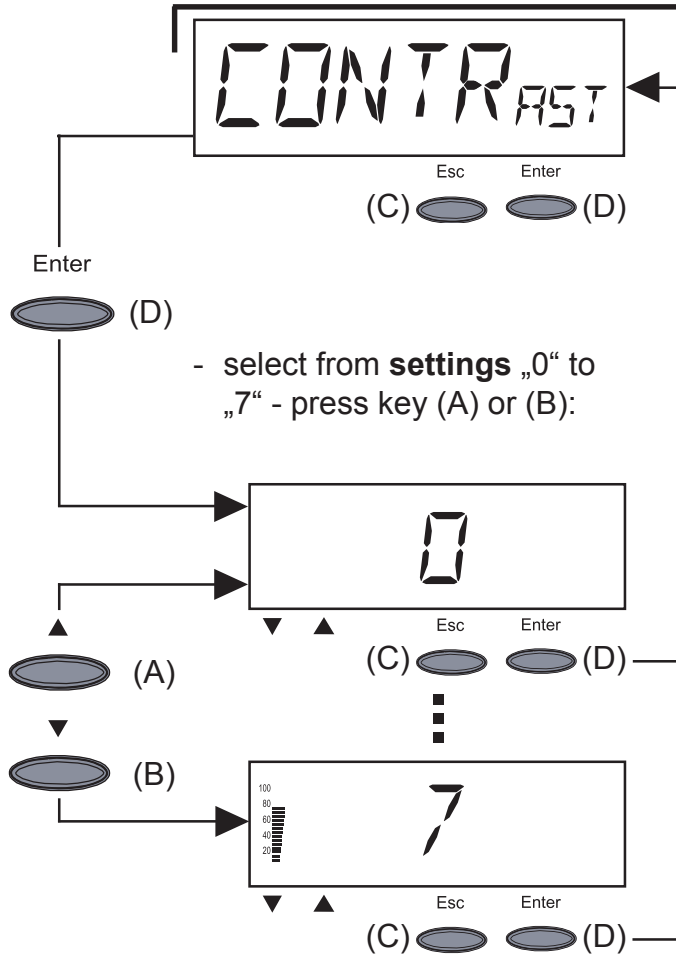 CONTRAST
Esc Enter
(C) (D)
Enter
(D)
- select from settings „0“ to
„7“ - press key (A) or (B):
0
▼ ▲ Esc Enter
(C) (D)
▲
(A)
▼
(B)
100
80
60
40
20
7
▼ ▲ Esc Enter
(C) (D)